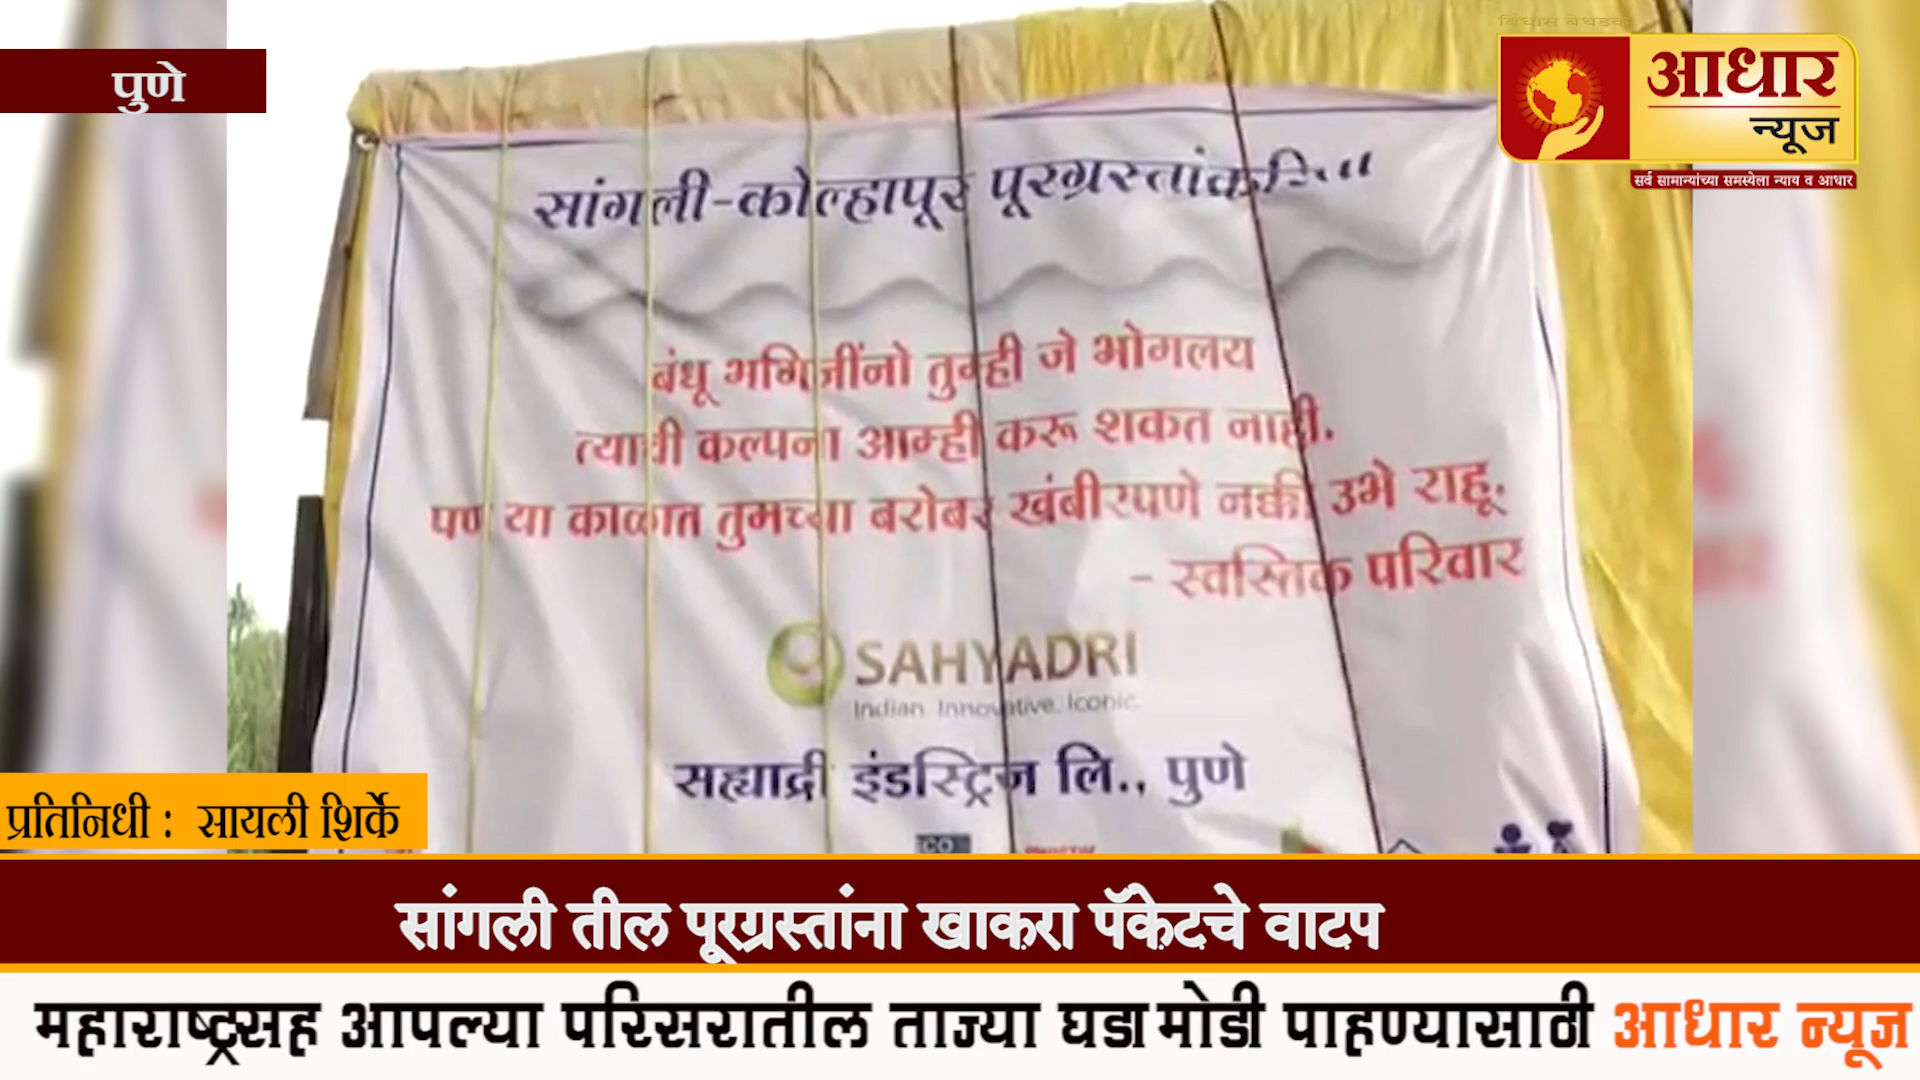 बिंधास बेधडक
पुणे
आधार
न्यूज
सर्व सामान्यांच्या समस्येला न्याय व आधार
सांगली-कोल्हापूर पूरग्रस्तांकरिता
बंधू भगिनींनो तुम्ही जे भोगलय
त्याची कल्पना आम्ही करू शकत नाही.
पण या काळात तुमच्या बरोबर खंबीरपणे नक्की उभे राहू.
- स्वस्तिक परिवार
SAHYADRI
Indian. Innovative. Iconic.
सह्याद्री इंडस्ट्रिज लि., पुणे
प्रतिनिधी : सायली शिर्के
सांगली तील पूरग्रस्तांना खाकरा पॅकेटचे वाटप
महाराष्ट्रसह आपल्या परिसरातील ताज्या घडामोडी पाहण्यासाठी आधार न्यूज